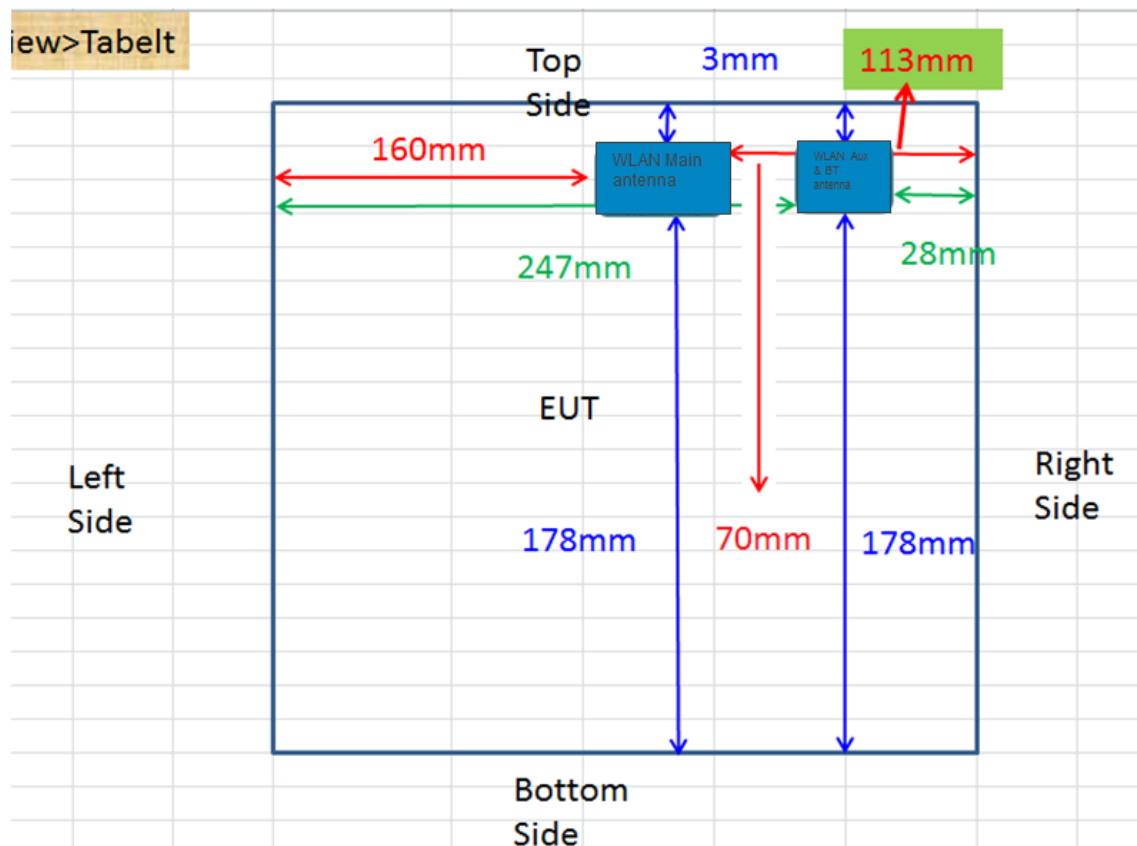 iew>Tabelt
Top
Side
3mm
113mm
160mm
WLAN Main
antenna
WLAN Aux
& BT
antenna
247mm
28mm
EUT
Left
Side
Right
Side
178mm
70mm
178mm
Bottom
Side